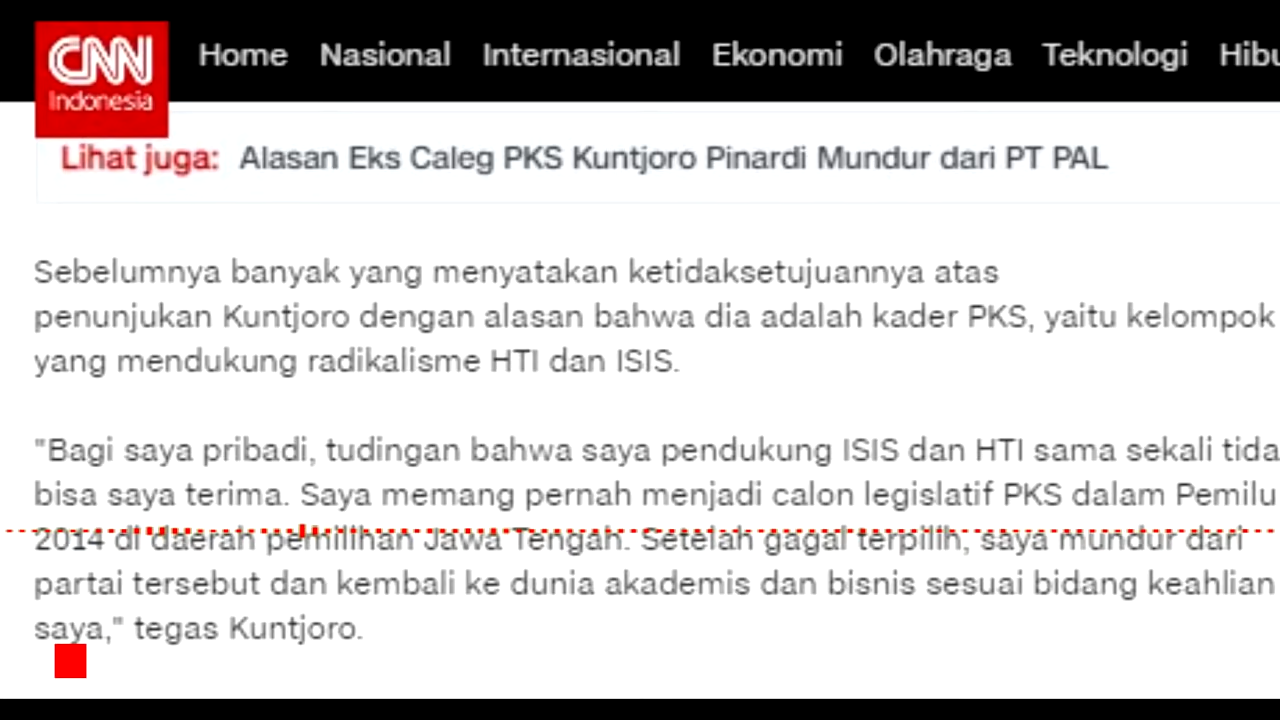 CNN
Indonesia
Home Nasional Internasional Ekonomi Olahraga Teknologi
Lihat juga: Alasan Eks Caleg PKS Kuntjoro Pinardi Mundur dari PT PAL
Sebelumnya banyak yang menyatakan ketidaksetujuannya atas
penunjukan Kuntjoro dengan alasan bahwa dia adalah kader PKS, yaitu kelompok
yang mendukung radikalisme HTI dan ISIS.
"Bagi saya pribadi, tudingan bahwa saya pendukung ISIS dan HTI sama sekali tida
bisa saya terima. Saya memang pernah menjadi calon legislatif PKS dalam Pemilu
2014 di daerah pemilihan Jawa Tengah. Setelah gagal terpilih, saya mundur dari
partai tersebut dan kembali ke dunia akademis dan bisnis sesuai bidang keahlian
saya," tegas Kuntjoro.